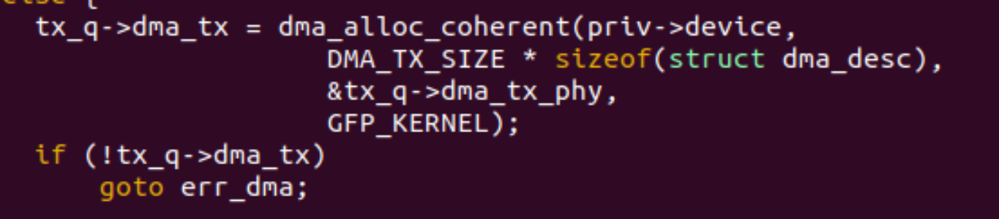 else {
tx_q->dma_tx = dma_alloc_coherent(priv->device,
DMA_TX_SIZE * sizeof(struct dma_desc),
&tx_q->dma_tx_phy,
GFP_KERNEL);
if (!tx_q->dma_tx)
goto err_dma;